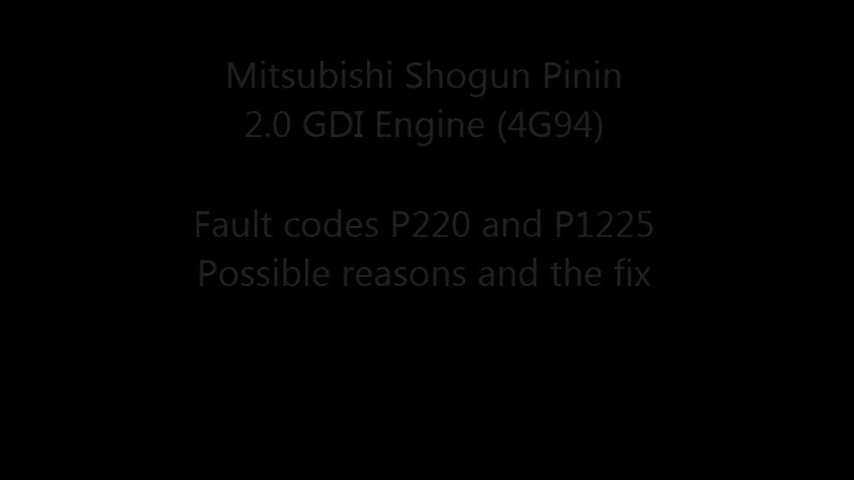 Mitsubishi Shogun Pinin
2.0 GDI Engine (4G94)
Fault codes P220 and P1225
Possible reasons and the fix